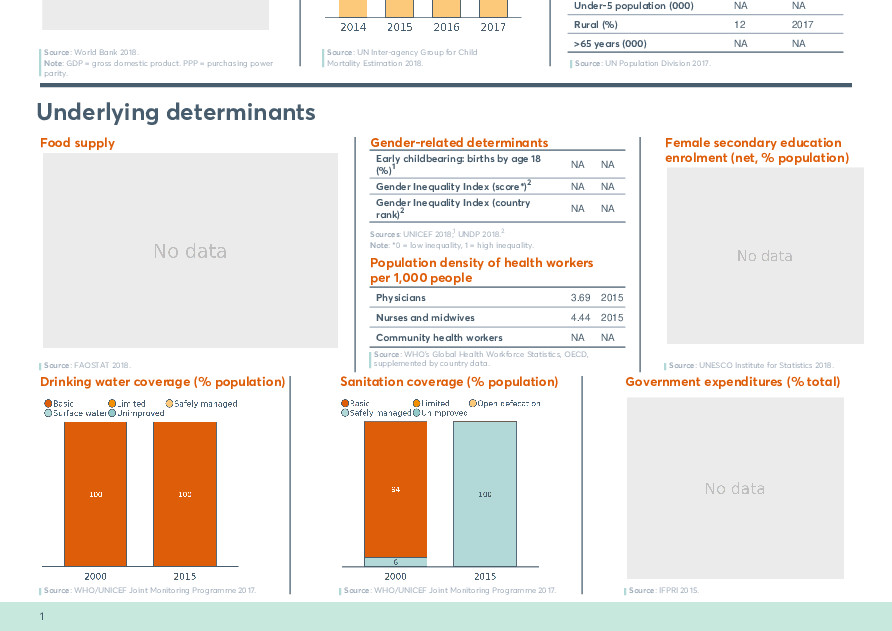 2014 2015 2016 2017
Under-5 population (000) NA NA
Rural (%) 12 2017
>65 years (000) NA NA
Source: World Bank 2018.
Note: GDP = gross domestic product. PPP = purchasing power
parity.
Source: UN Inter-agency Group for Child
Mortality Estimation 2018.
Source: UN Population Division 2017.
Underlying determinants
Food supply
No data
Source: FAOSTAT 2018.
Gender-related determinants
Early childbearing: births by age 18
(%)1 NA NA
Gender Inequality Index (score*)2 NA NA
Gender Inequality Index (country
rank)2 NA NA
Sources: UNICEF 2018,1 UNDP 2018.2
Note: *0 = low inequality, 1 = high inequality.
Population density of health workers
per 1,000 people
Physicians 3.69 2015
Nurses and midwives 4.44 2015
Community health workers NA NA
Source: WHO's Global Health Workforce Statistics, OECD,
supplemented by country data.
Female secondary education
enrolment (net, % population)
No data
Source: UNESCO Institute for Statistics 2018.
Drinking water coverage (% population)
Basic Limited Safely managed
Surface water Unimproved
100 100
2000 2015
Source: WHO/UNICEF Joint Monitoring Programme 2017.
Sanitation coverage (% population)
Basic Limited Open defecation
Safely managed Unimproved
94 100
6
2000 2015
Source: WHO/UNICEF Joint Monitoring Programme 2017.
Government expenditures (% total)
No data
Source: IFPRI 2015.
1